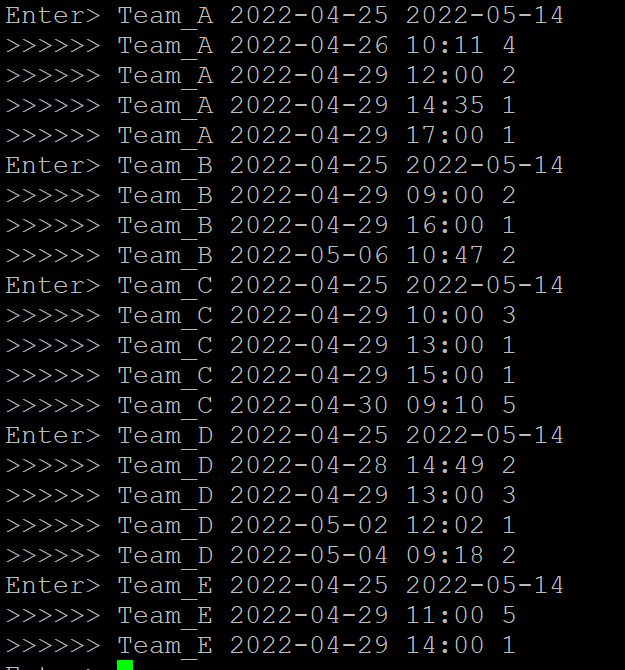 Enter> Team_A 2022-04-25 2022-05-14
>>>>>> Team_A 2022-04-26 10:11 4
>>>>>> Team_A 2022-04-29 12:00 2
>>>>>> Team_A 2022-04-29 14:35 1
>>>>>> Team_A 2022-04-29 17:00 1
Enter> Team_B 2022-04-25 2022-05-14
>>>>>> Team_B 2022-04-29 09:00 2
>>>>>> Team_B 2022-04-29 16:00 1
>>>>>> Team_B 2022-05-06 10:47 2
Enter> Team_C 2022-04-25 2022-05-14
>>>>>> Team_C 2022-04-29 10:00 3
>>>>>> Team_C 2022-04-29 13:00 1
>>>>>> Team_C 2022-04-29 15:00 1
>>>>>> Team_C 2022-04-30 09:10 5
Enter> Team_D 2022-04-25 2022-05-14
>>>>>> Team_D 2022-04-28 14:49 2
>>>>>> Team_D 2022-04-29 13:00 3
>>>>>> Team_D 2022-05-02 12:02 1
>>>>>> Team_D 2022-05-04 09:18 2
Enter> Team_E 2022-04-25 2022-05-14
>>>>>> Team_E 2022-04-29 11:00 5
>>>>>> Team_E 2022-04-29 14:00 1
Enter>